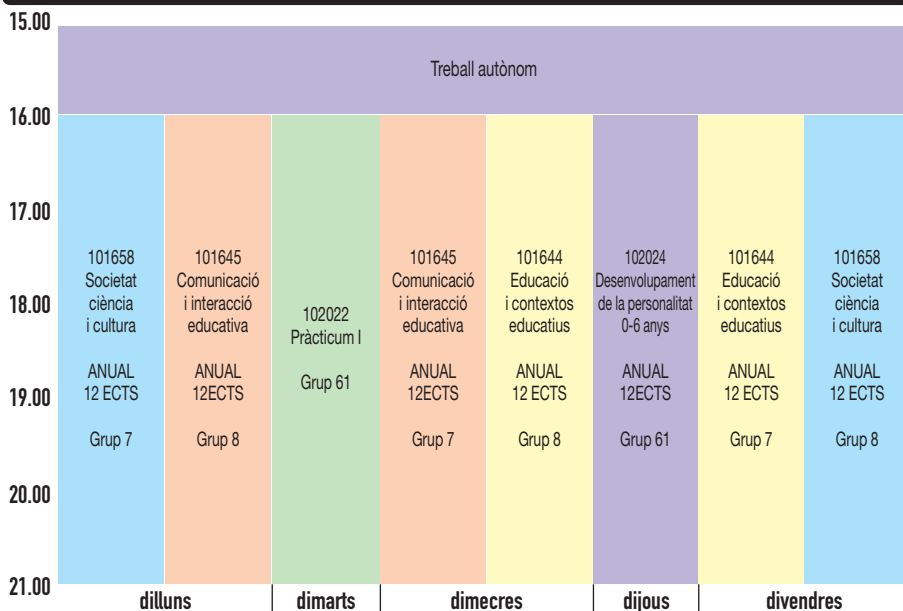 15.00
Treball autònom
16.00
17.00
18.00
19.00
20.00
21.00
101658
Societat
ciència
i cultura
ANUAL
12 ECTS
Grup 7
101645
Comunicació
i interacció
educativa
ANUAL
12ECTS
Grup 8
102022
Pràcticum I
Grup 61
101645
Comunicació
i interacció
educativa
ANUAL
12ECTS
Grup 7
101644
Educació
i contextos
educatius
ANUAL
12 ECTS
Grup 8
102024
Desenvolupament
de la personalitat
0-6 anys
ANUAL
12ECTS
Grup 61
101644
Educació
i contextos
educatius
ANUAL
12 ECTS
Grup 7
101658
Societat
ciència
i cultura
ANUAL
12 ECTS
Grup 8
dilluns
dimarts
dimecres
dijous
divendres